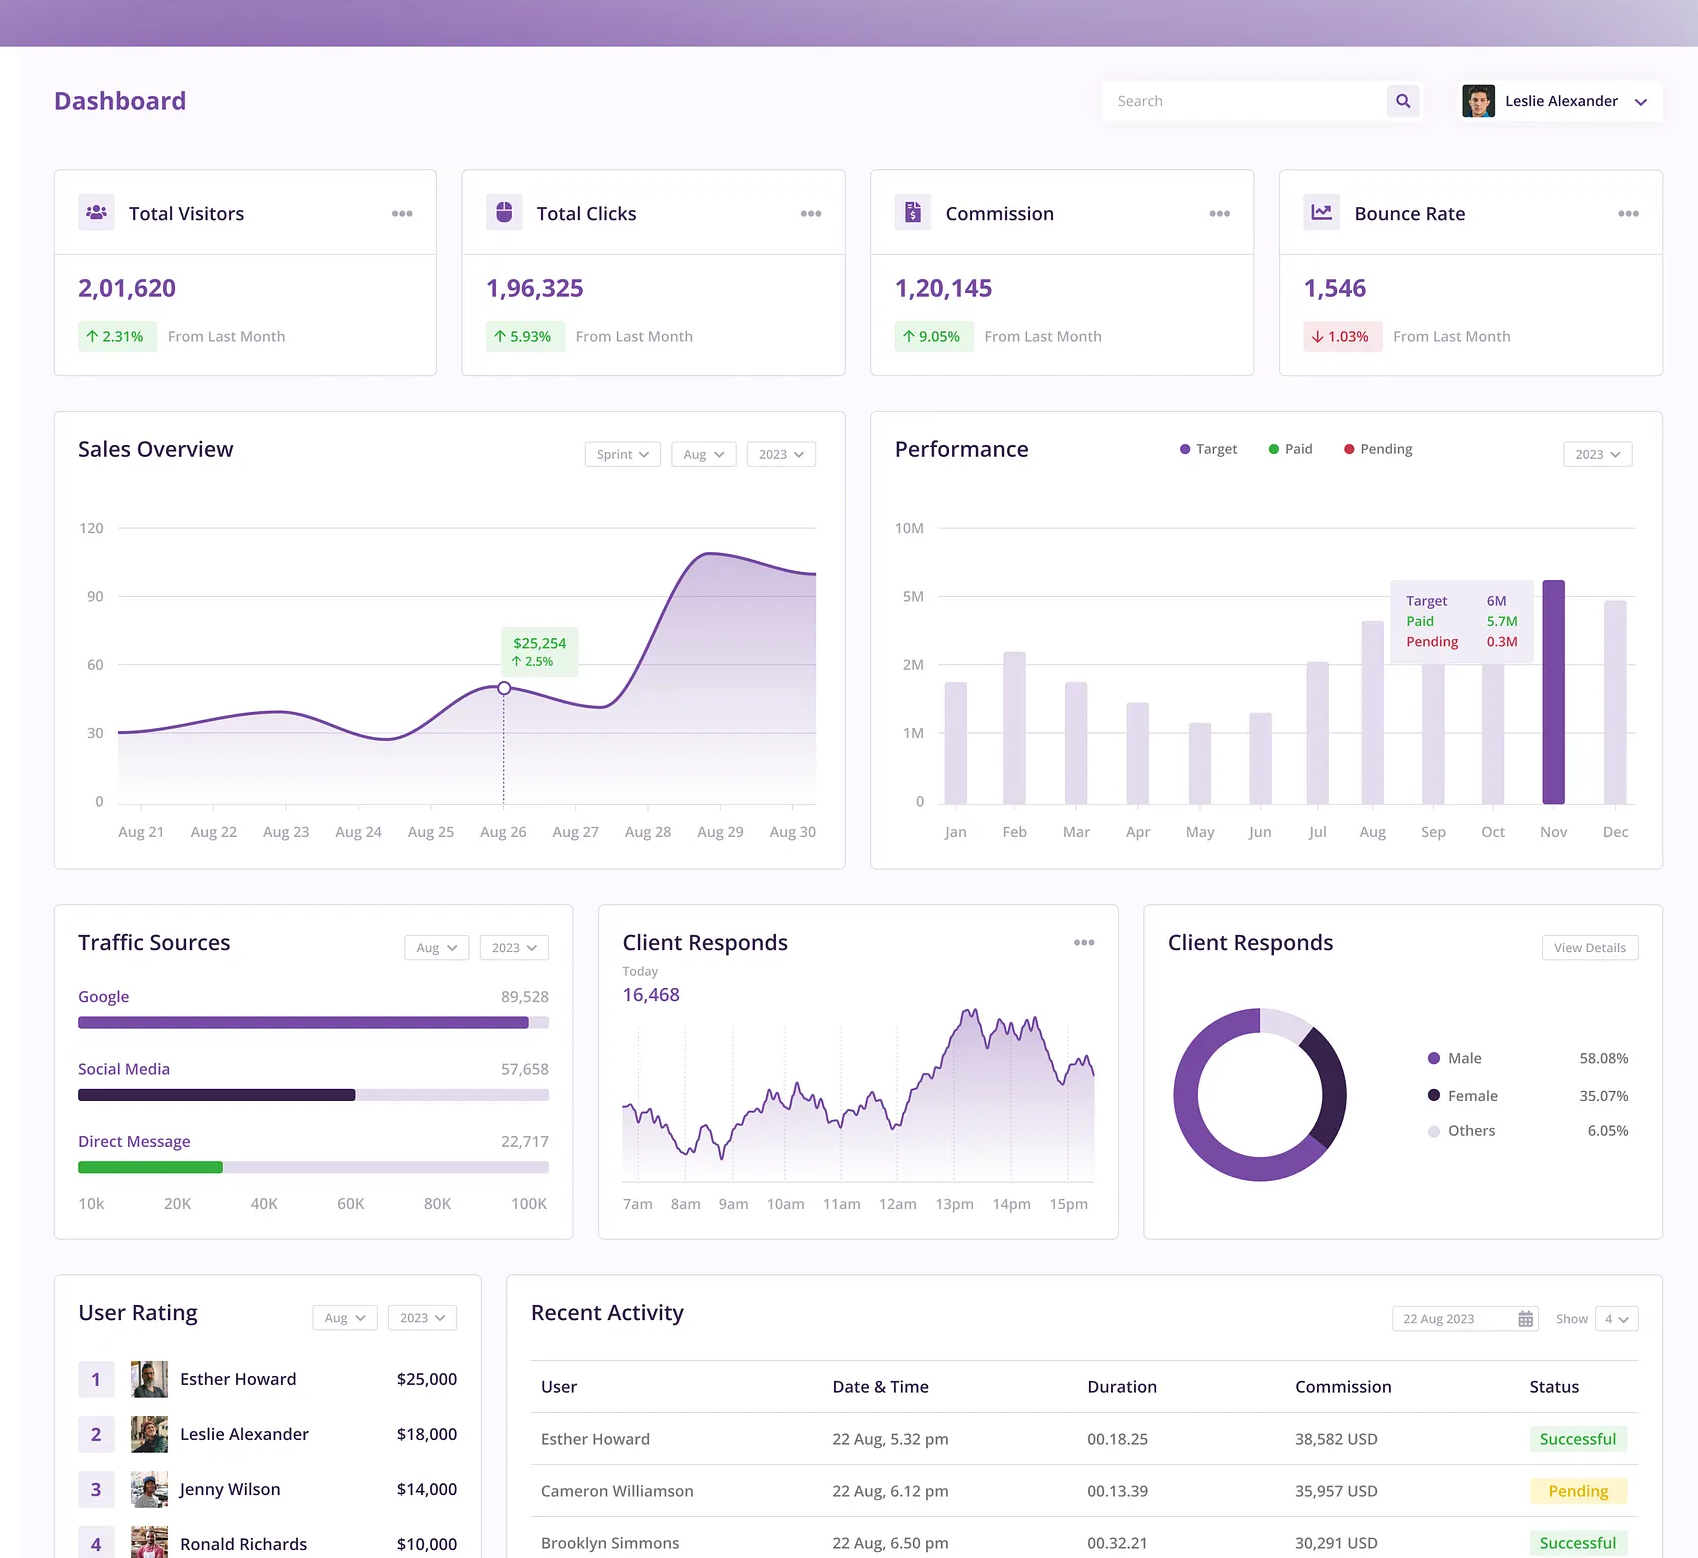 Dashboard
Search
Leslie Alexander
Total Visitors
2,01,620
2.31% From Last Month
Total Clicks
1,96,325
5.93% From Last Month
Commission
1,20,145
9.05% From Last Month
Bounce Rate
1,546
1.03% From Last Month
Sales Overview
Sprint Aug 2023
120
90
60
30
0
$25,254
2.5%
Aug 21 Aug 22 Aug 23 Aug 24 Aug 25 Aug 26 Aug 27 Aug 28 Aug 29 Aug 30
Performance
Target Paid Pending
2023
10M
5M
2M
1M
0
Target 6M
Paid 5.7M
Pending 0.3M
Jan Feb Mar Apr May Jun Jul Aug Sep Oct Nov Dec
Traffic Sources
Aug 2023
Google 89,528
Social Media 57,658
Direct Message 22,717
10k 20K 40K 60K 80K 100K
Client Responds
Today
16,468
7am 8am 9am 10am 11am 12am 13pm 14pm 15pm
Client Responds
View Details
Male 58.08%
Female 35.07%
Others 6.05%
User Rating
Aug 2023
1 Esther Howard $25,000
2 Leslie Alexander $18,000
3 Jenny Wilson $14,000
4 Ronald Richards $10,000
Recent Activity
22 Aug 2023 Show 4
User Date & Time Duration Commission Status
Esther Howard 22 Aug, 5.32 pm 00.18.25 38,582 USD Successful
Cameron Williamson 22 Aug, 6.12 pm 00.13.39 35,957 USD Pending
Brooklyn Simmons 22 Aug, 6.50 pm 00.32.21 30,291 USD Successful